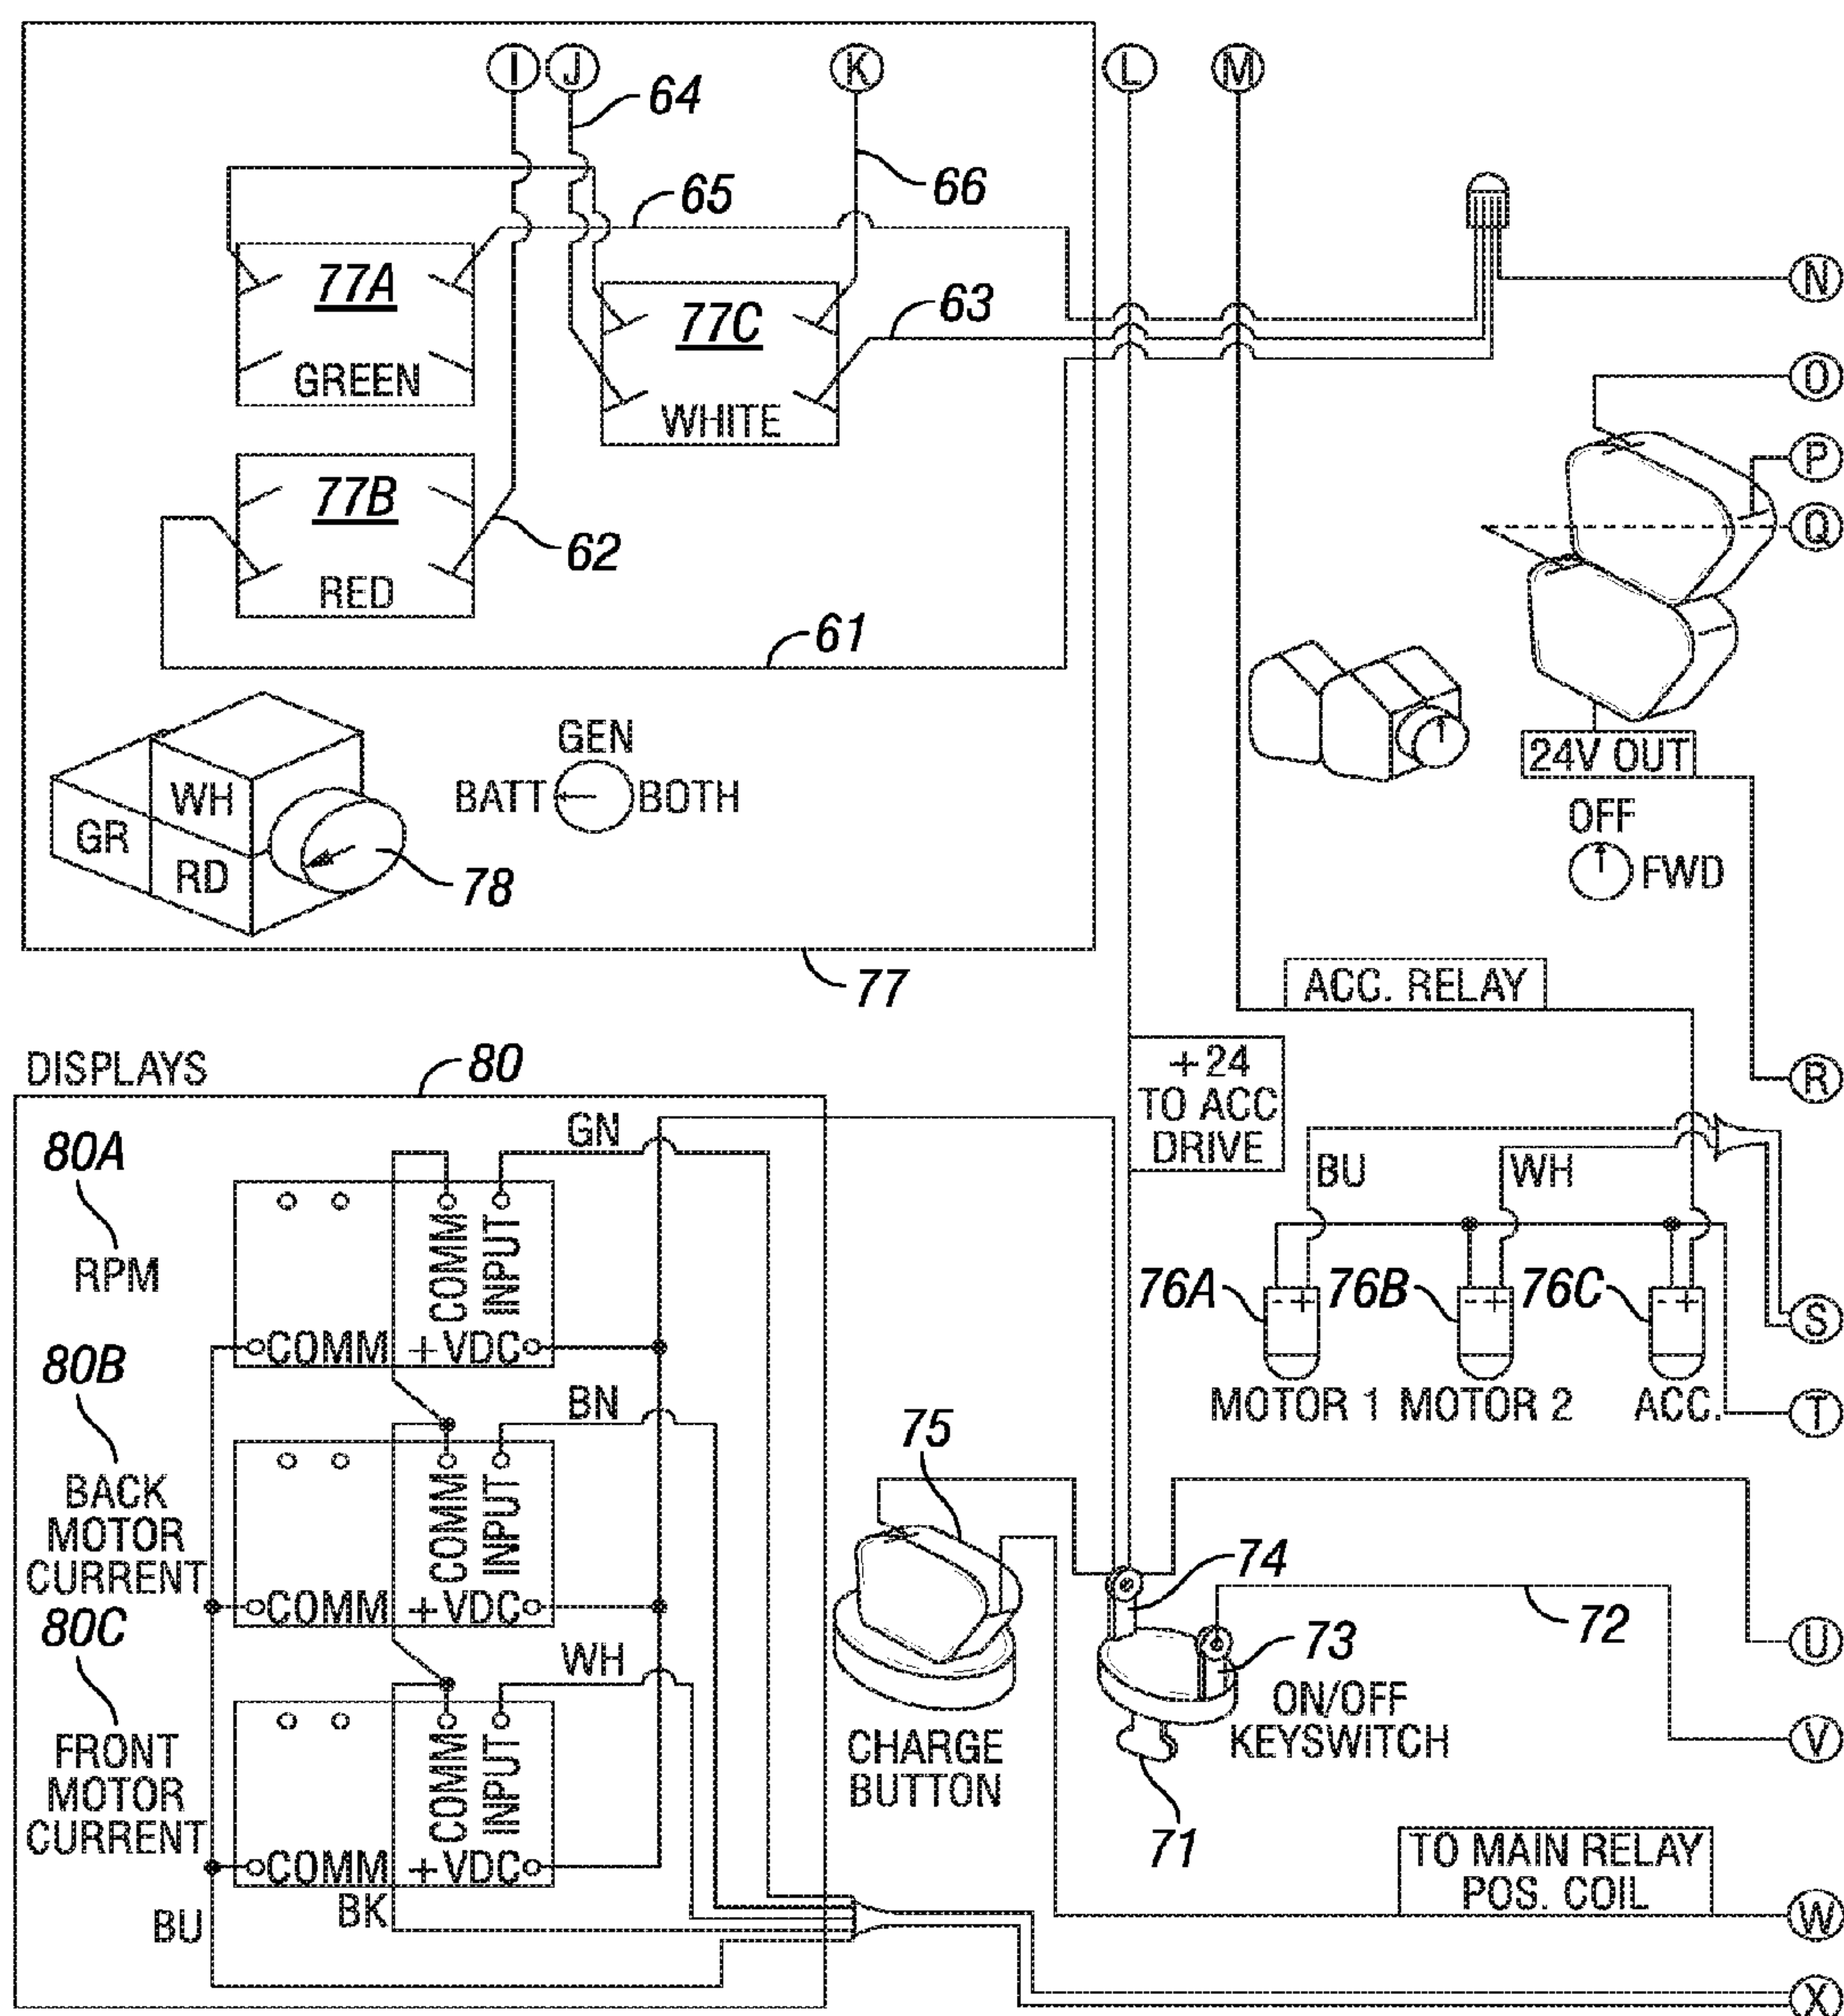 I J K L M
64
66
65
N
77A
GREEN
77C
WHITE
63
O
P
Q
77B
RED
62
61
GEN
BATT BOTH
WH
GR
RD
78
24V OUT
OFF
FWD
77
ACC. RELAY
R
DISPLAYS
80
+24
TO ACC
DRIVE
80A
RPM
GN
COMM
INPUT
COMM +VDC
BU
WH
76A
- +
76B
- +
76C
- +
S
MOTOR 1 MOTOR 2 ACC.
T
80B
BACK
MOTOR
CURRENT
BN
COMM
INPUT
COMM +VDC
75
CHARGE
BUTTON
74
72
73
ON/OFF
KEYSWITCH
71
U
V
80C
FRONT
MOTOR
CURRENT
WH
COMM
INPUT
COMM +VDC
BU
BK
TO MAIN RELAY
POS. COIL
W
X